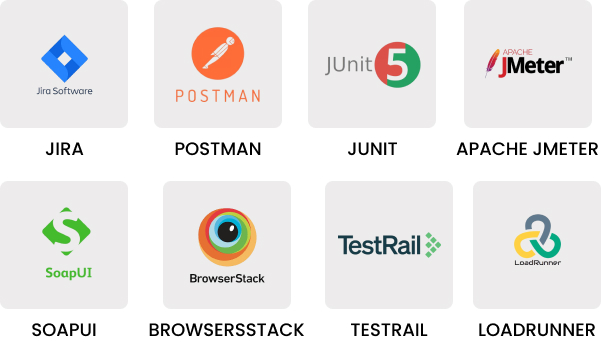 Jira Software
POSTMAN
JUnit 5
APACHE
JMeter™
JIRA
POSTMAN
JUNIT
APACHE JMETER
S
SoapUI
BrowserStack
TestRail
LoadRunner
SOAPUI
BROWSERSSTACK
TESTRAIL
LOADRUNNER